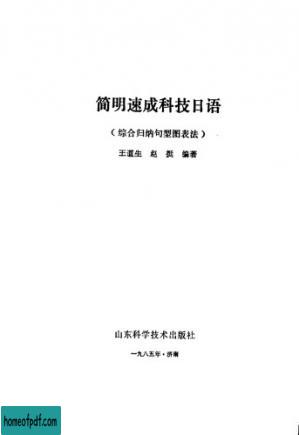 简明速成科技日语
（综合归纳句型图表法）
王道生 赵挺 编著
山东科学技术出版社
一九八五年·济南
homeofpdf.com